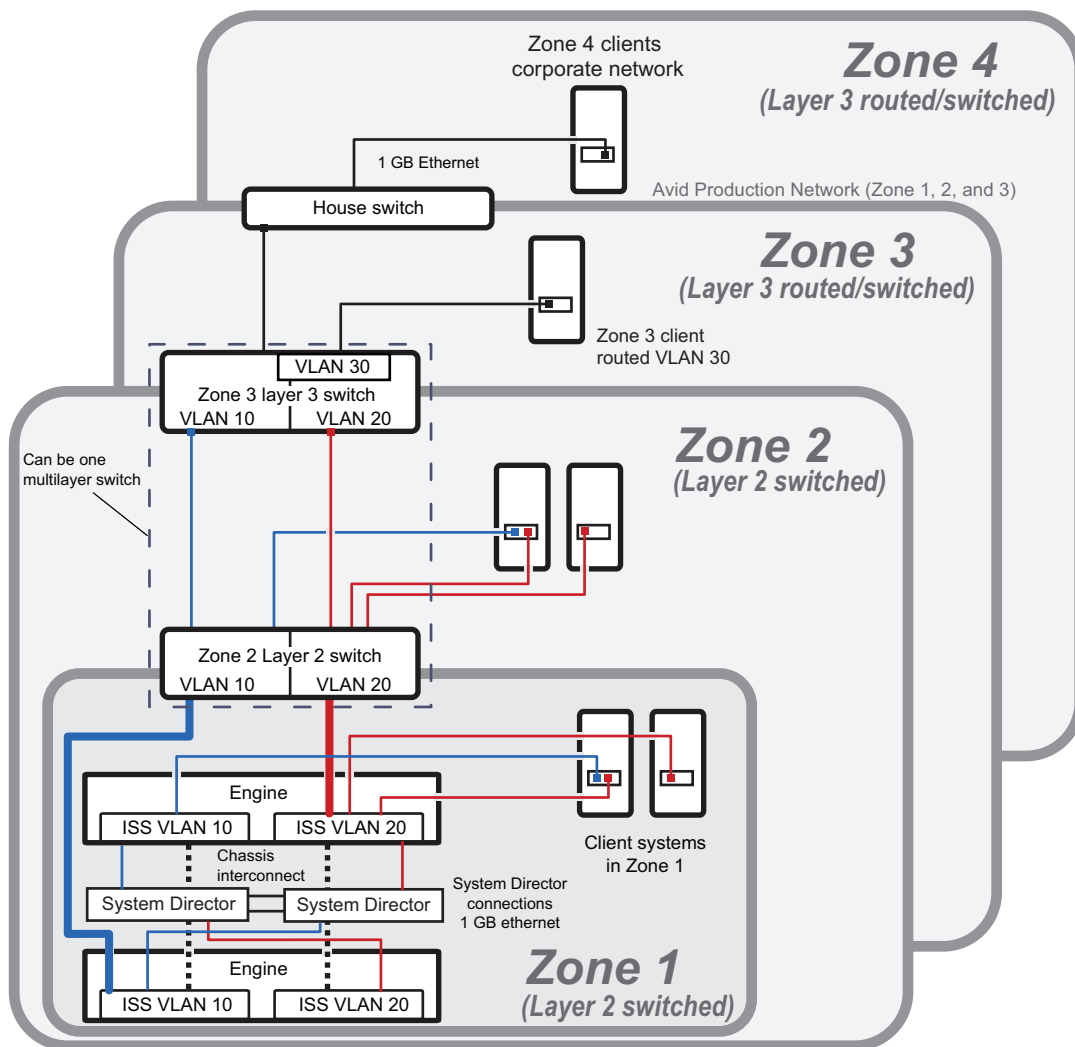 Zone 4 clients
corporate network
Zone 4
(Layer 3 routed/switched)
1 GB Ethernet
Avid Production Network (Zone 1, 2, and 3)
House switch
Zone 3
(Layer 3 routed/switched)
Zone 3 client
routed VLAN 30
VLAN 30
Zone 3 layer 3 switch
VLAN 10
VLAN 20
Can be one
multilayer switch
Zone 2
(Layer 2 switched)
Zone 2 Layer 2 switch
VLAN 10
VLAN 20
Engine
ISS VLAN 10
ISS VLAN 20
Client systems
in Zone 1
Chassis
interconnect
System Director
System Director
System Director
connections
1 GB ethernet
Engine
ISS VLAN 10
ISS VLAN 20
Zone 1
(Layer 2 switched)